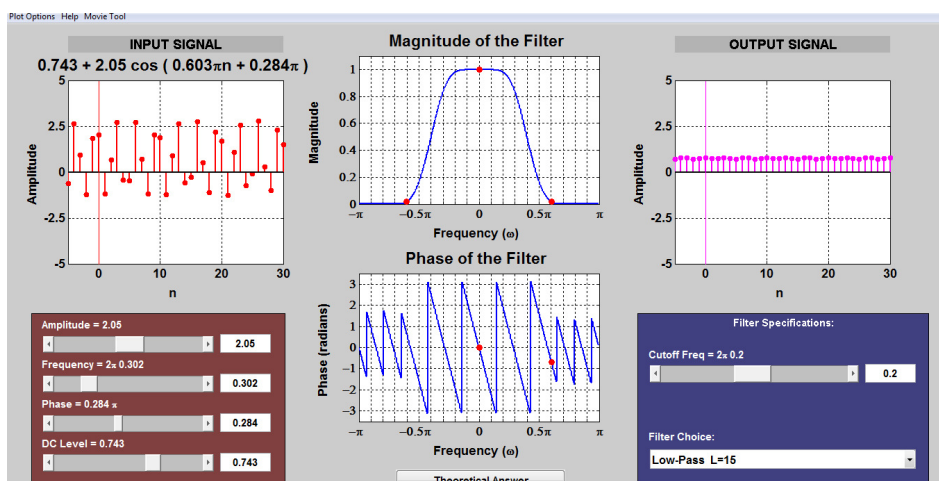 Plot Options Help Movie Tool
INPUT SIGNAL
0.743 + 2.05 cos ( 0.603πn + 0.284π )
5
2.5
0
-2.5
-5
Amplitude
0 10 20 30
n
Magnitude of the Filter
1
0.8
0.6
0.4
0.2
0
Magnitude
−π −0.5π 0 0.5π π
Frequency (ω)
OUTPUT SIGNAL
5
2.5
0
-2.5
-5
Amplitude
0 10 20 30
n
Phase of the Filter
3
2
1
0
−1
−2
−3
Phase (radians)
−π −0.5π 0 0.5π π
Frequency (ω)
Amplitude = 2.05
2.05
Frequency = 2π 0.302
0.302
Phase = 0.284 π
0.284
DC Level = 0.743
0.743
Theoretical Answer
Filter Specifications:
Cutoff Freq = 2π 0.2
0.2
Filter Choice:
Low-Pass L=15